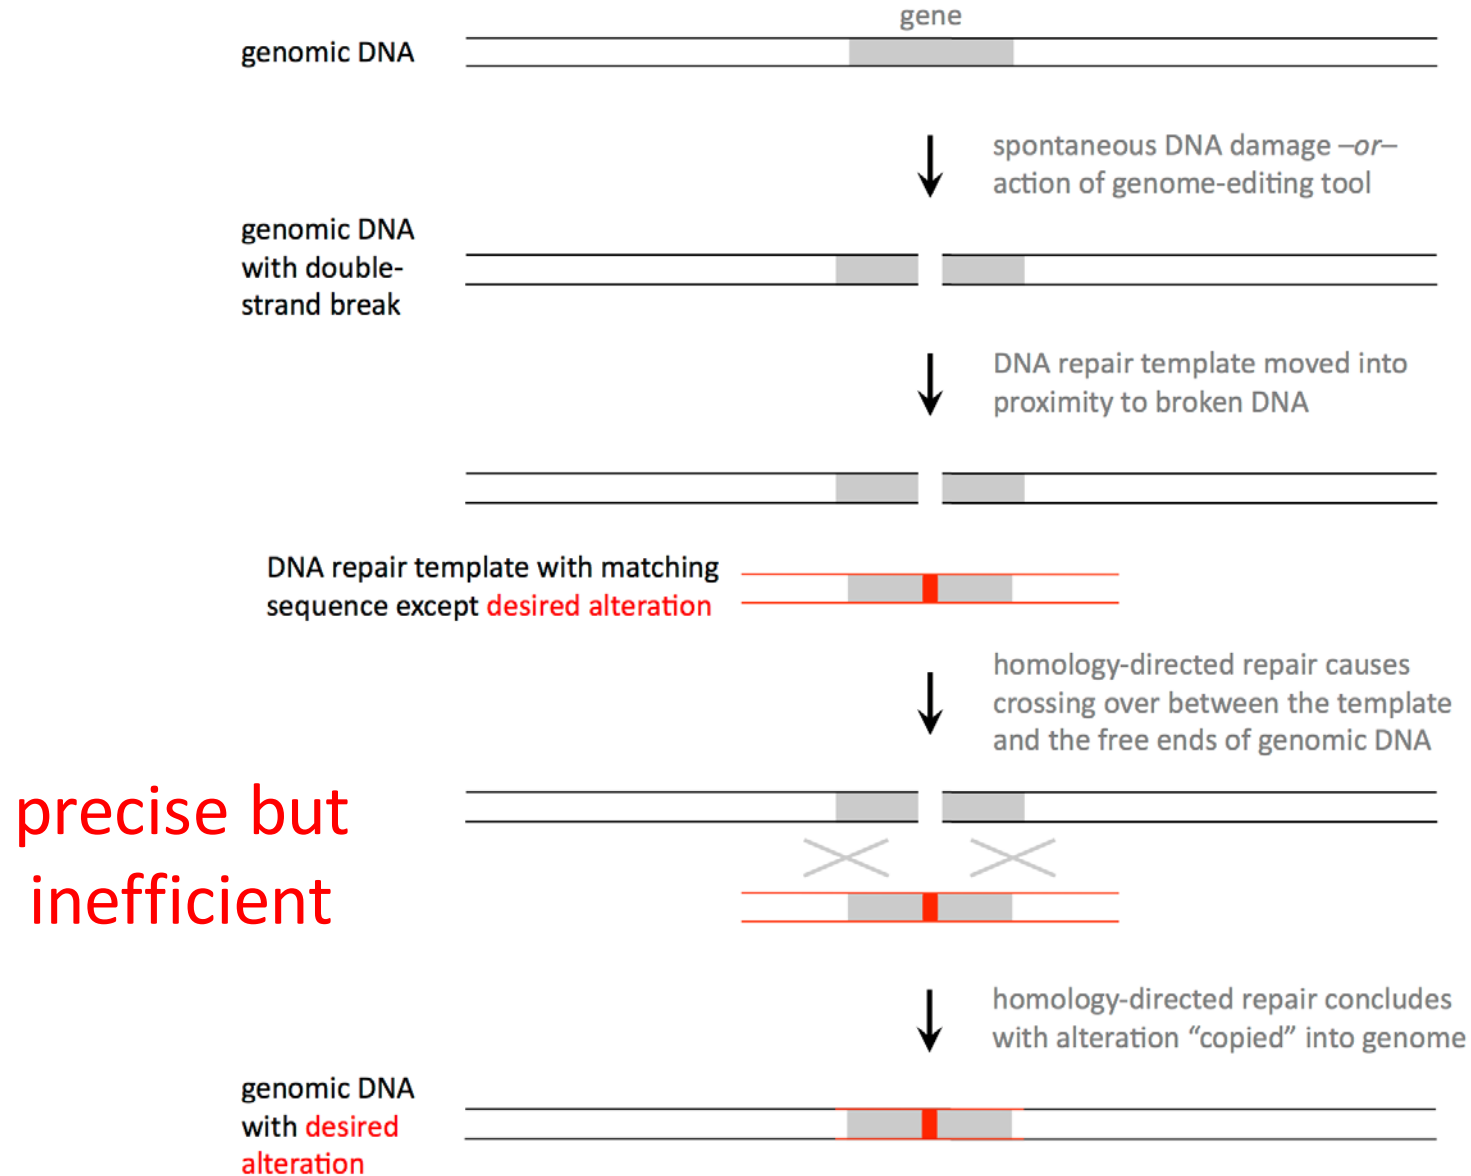 gene
genomic DNA
spontaneous DNA damage –or–
action of genome-editing tool
genomic DNA
with double-
strand break
DNA repair template moved into
proximity to broken DNA
DNA repair template with matching
sequence except desired alteration
homology-directed repair causes
crossing over between the template
and the free ends of genomic DNA
precise but
inefficient
homology-directed repair concludes
with alteration “copied” into genome
genomic DNA
with desired
alteration